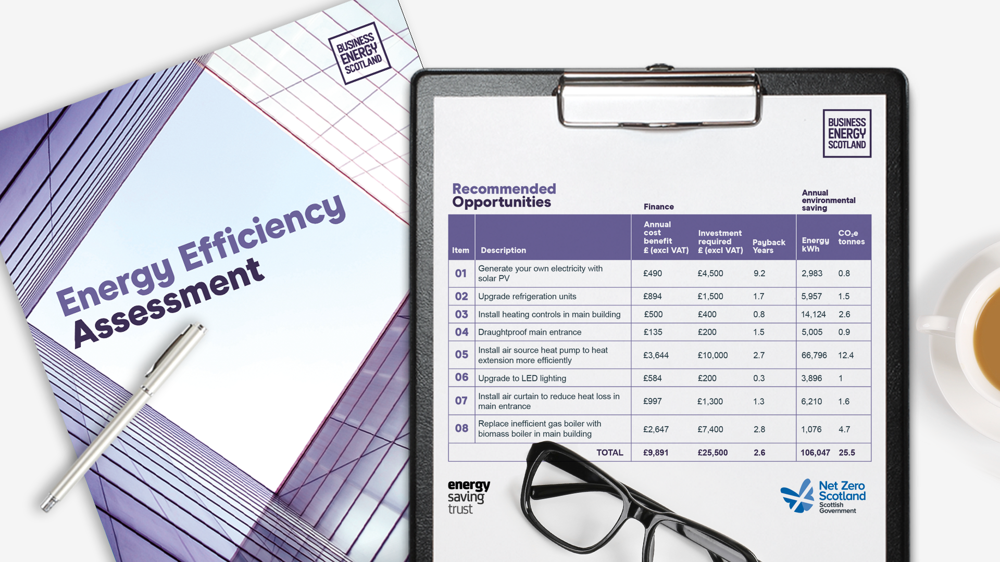 BUSINESS
ENERGY
SCOTLAND
Energy Efficiency
Assessment
BUSINESS
ENERGY
SCOTLAND
Recommended
Opportunities
Finance
Annual
environmental
saving
Item
Description
Annual
cost
benefit
£ (excl VAT)
Investment
required
£ (excl VAT)
Payback
Years
Energy
kWh
CO₂e
tonnes
01 Generate your own electricity with
solar PV
£490 £4,500 9.2 2,983 0.8
02 Upgrade refrigeration units £894 £1,500 1.7 5,957 1.5
03 Install heating controls in main building £500 £400 0.8 14,124 2.6
04 Draughtproof main entrance £135 £200 1.5 5,005 0.9
05 Install air source heat pump to heat
extension more efficiently
£3,644 £10,000 2.7 66,796 12.4
06 Upgrade to LED lighting £584 £200 0.3 3,896 1
07 Install air curtain to reduce heat loss in
main entrance
£997 £1,300 1.3 6,210 1.6
08 Replace inefficient gas boiler with
biomass boiler in main building
£2,647 £7,400 2.8 1,076 4.7
TOTAL £9,891 £25,500 2.6 106,047 25.5
energy
saving
trust
Net Zero
Scotland
Scottish
Government